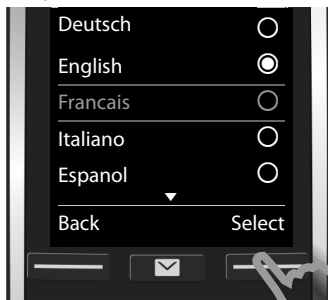 Deutsch
English
Francais
Italiano
Espanol
Back Select